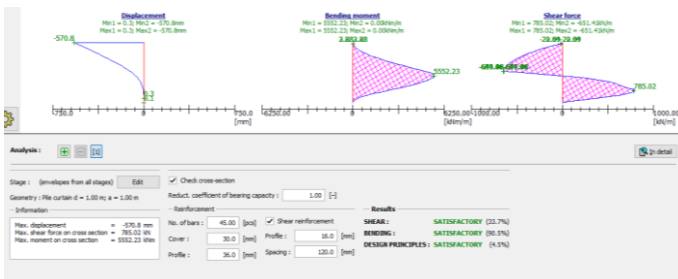 Displacement
Min1 = 0.3; Min2 = -570.8mm
Max1 = 0.3; Max2 = -570.8mm
-570.8
0.3
0.1
-750.0 0 750.0
[mm]
Bending moment
Min1 = 5552.23; Min2 = 0.00kNm/m
Max1 = 5552.23; Max2 = 0.00kNm/m
5552.23
-6250.00 0 6250.00
[kNm/m]
Shear force
Min1 = 785.02; Min2 = -651.43kN/m
Max1 = 785.02; Max2 = -651.43kN/m
-29.69
785.02
-1000.00 0 1000.00
[kN/m]
Analysis :
[1]
In detail
Stage : (envelopes from all stages) Edit
Geometry : Pile curtain d = 1.00 m; a = 1.00 m
Information
Max. displacement = -570.8 mm
Max. shear force on cross section = 785.02 kN
Max. moment on cross section = 5552.23 kNm
Check cross-section
Reduct. coefficient of bearing capacity : 1.00 [-]
Reinforcement
No. of bars : 45.00 [pcs]
Cover : 30.0 [mm]
Profile : 36.0 [mm]
Shear reinforcement
Profile : 16.0 [mm]
Spacing : 120.0 [mm]
Results
SHEAR : SATISFACTORY (33.7%)
BENDING : SATISFACTORY (90.5%)
DESIGN PRINCIPLES : SATISFACTORY (4.5%)